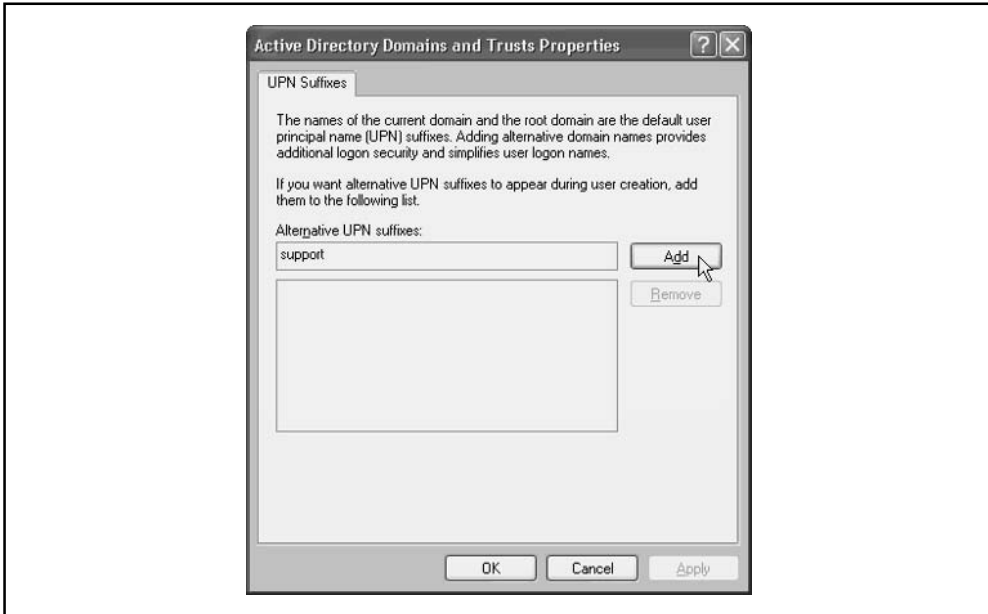 Active Directory Domains and Trusts Properties
UPN Suffixes
The names of the current domain and the root domain are the default user
principal name (UPN) suffixes. Adding alternative domain names provides
additional logon security and simplifies user logon names.
If you want alternative UPN suffixes to appear during user creation, add
them to the following list.
Alternative UPN suffixes:
support
Add
Remove
OK Cancel Apply